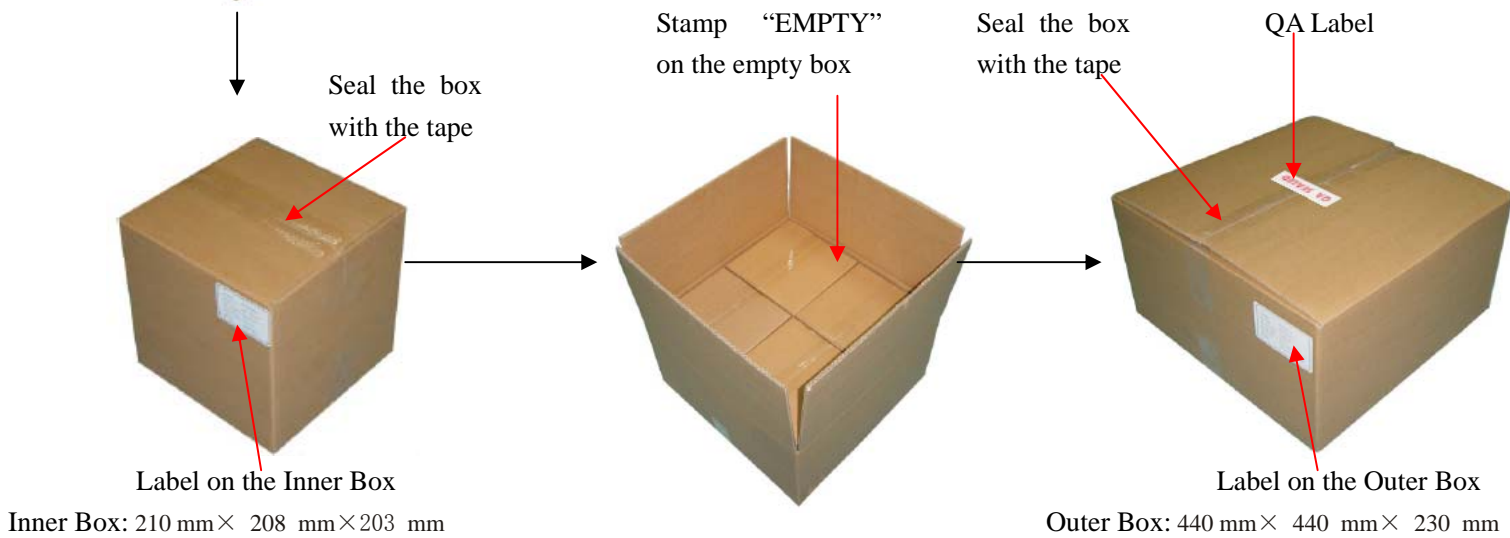 Stamp “EMPTY”
on the empty box
Seal the box
with the tape
QA Label
Seal the box
with the tape
QA SEALED
Label on the Inner Box
Inner Box: 210 mm× 208 mm×203 mm
Label on the Outer Box
Outer Box: 440 mm× 440 mm× 230 mm